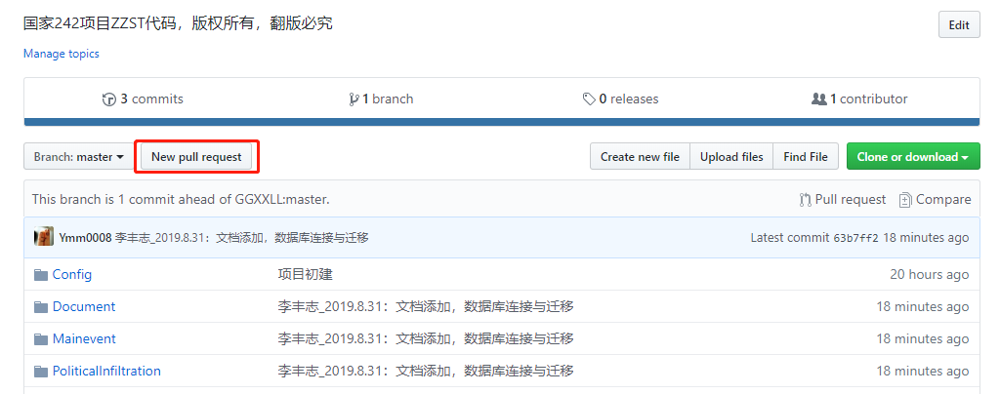 国家242项目ZZST代码，版权所有，翻版必究 Edit
Manage topics
3 commits 1 branch 0 releases 1 contributor
Branch: master New pull request Create new file Upload files Find File Clone or download
This branch is 1 commit ahead of GGXXLL:master. Pull request Compare
Ymm0008 李丰志_2019.8.31：文档添加，数据库连接与迁移 Latest commit 63b7ff2 18 minutes ago
Config 项目初建 20 hours ago
Document 李丰志_2019.8.31：文档添加，数据库连接与迁移 18 minutes ago
Mainevent 李丰志_2019.8.31：文档添加，数据库连接与迁移 18 minutes ago
PoliticalInfiltration 李丰志_2019.8.31：文档添加，数据库连接与迁移 18 minutes ago